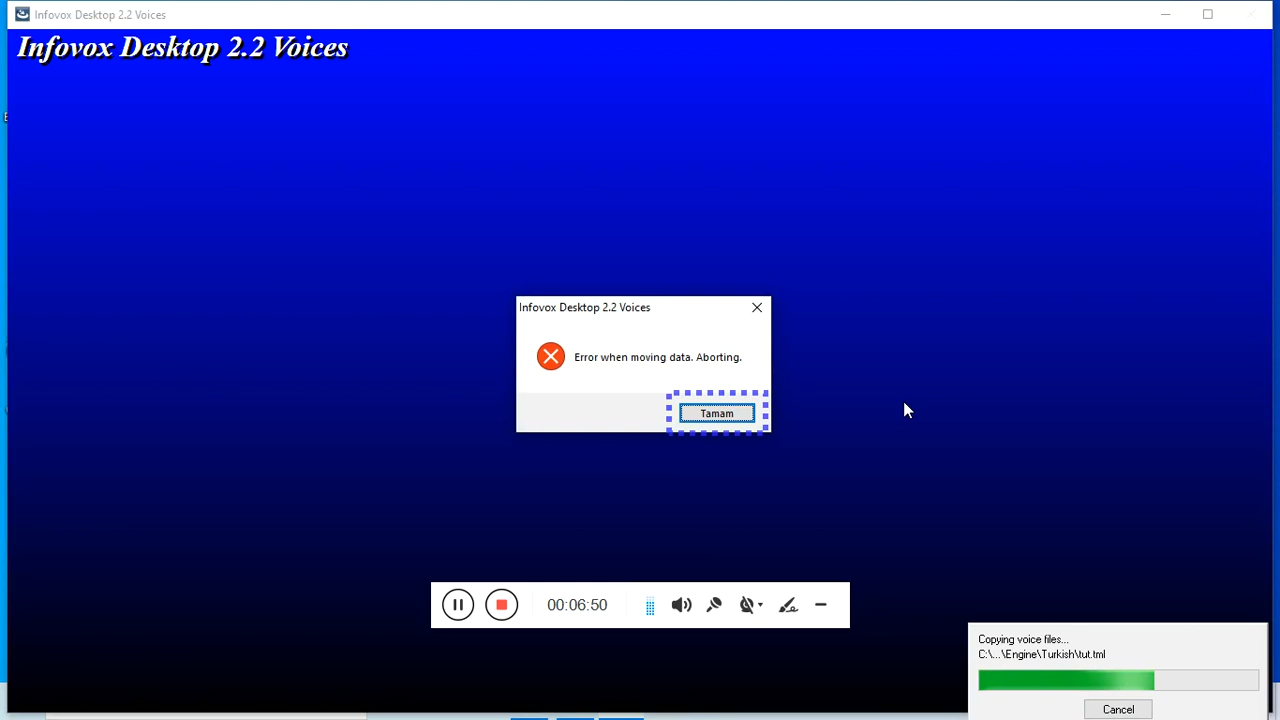 Infovox Desktop 2.2 Voices
Infovox Desktop 2.2 Voices
Infovox Desktop 2.2 Voices
Error when moving data. Aborting.
Tamam
00:06:50
Copying voice files...
C:\...\Engine\Turkish\tut.tml
Cancel